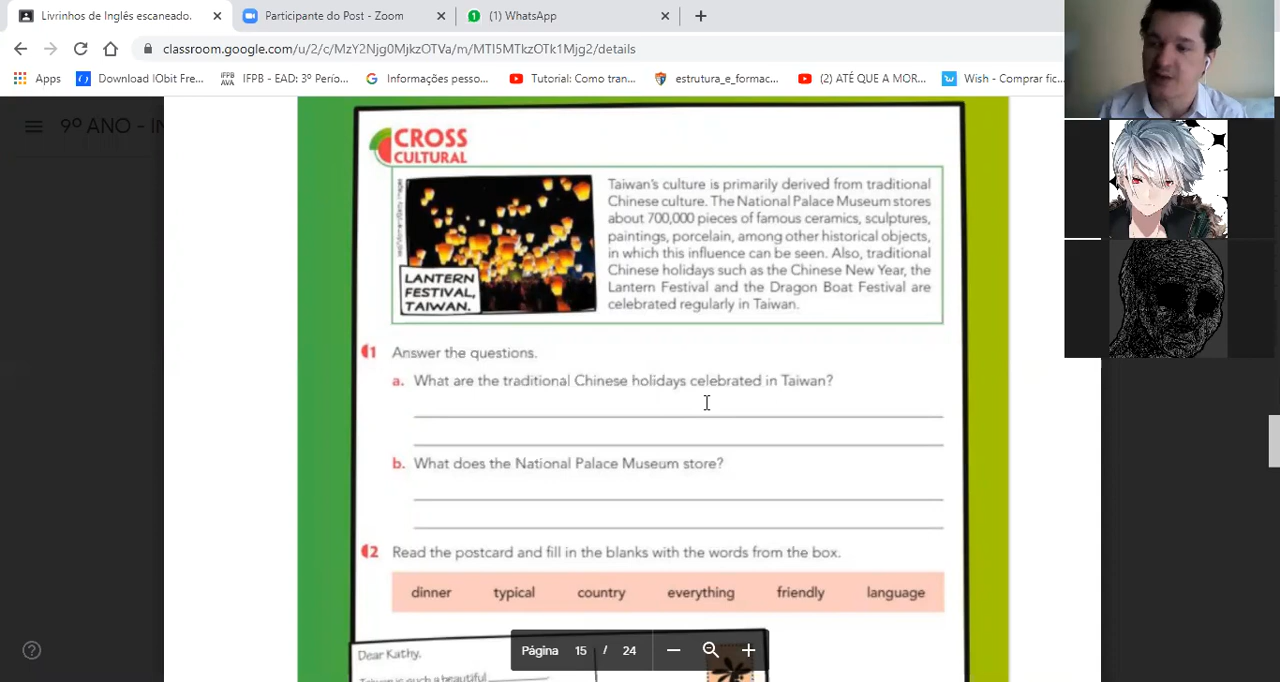 Livrinhos de Inglês escaneado.
Participante do Post - Zoom
(1) WhatsApp
classroom.google.com/u/2/c/MzY2Njg0MjkzOTVa/m/MTI5MTkzOTk1Mjg2/details
Apps
Download IObit Fre...
IFPB - EAD: 3º Perío...
Informações pesso...
Tutorial: Como tran...
estrutura_e_formac...
(2) ATÉ QUE A MOR...
Wish - Comprar fic...
9º ANO - IN
CROSS
CULTURAL
LANTERN
FESTIVAL,
TAIWAN.
Taiwan's culture is primarily derived from traditional
Chinese culture. The National Palace Museum stores
about 700,000 pieces of famous ceramics, sculptures,
paintings, porcelain, among other historical objects,
in which this influence can be seen. Also, traditional
Chinese holidays such as the Chinese New Year, the
Lantern Festival and the Dragon Boat Festival are
celebrated regularly in Taiwan.
1 Answer the questions.
a. What are the traditional Chinese holidays celebrated in Taiwan?
b. What does the National Palace Museum store?
2 Read the postcard and fill in the blanks with the words from the box.
dinner typical country everything friendly language
Dear Kathy,
Taiwan is such a beautiful
Página 15 / 24